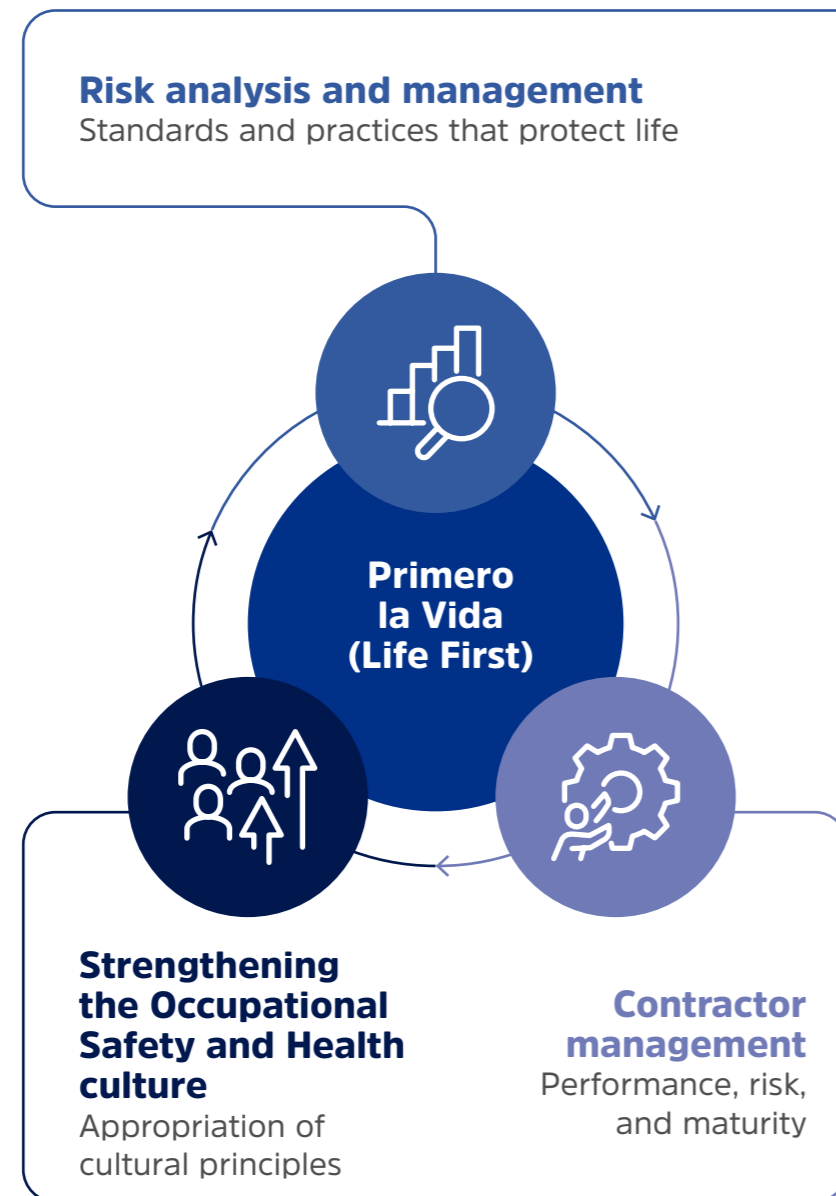 Risk analysis and management
Standards and practices that protect life
Primero
la Vida
(Life First)
Strengthening
the Occupational
Safety and Health
culture
Appropriation of
cultural principles
Contractor
management
Performance, risk,
and maturity